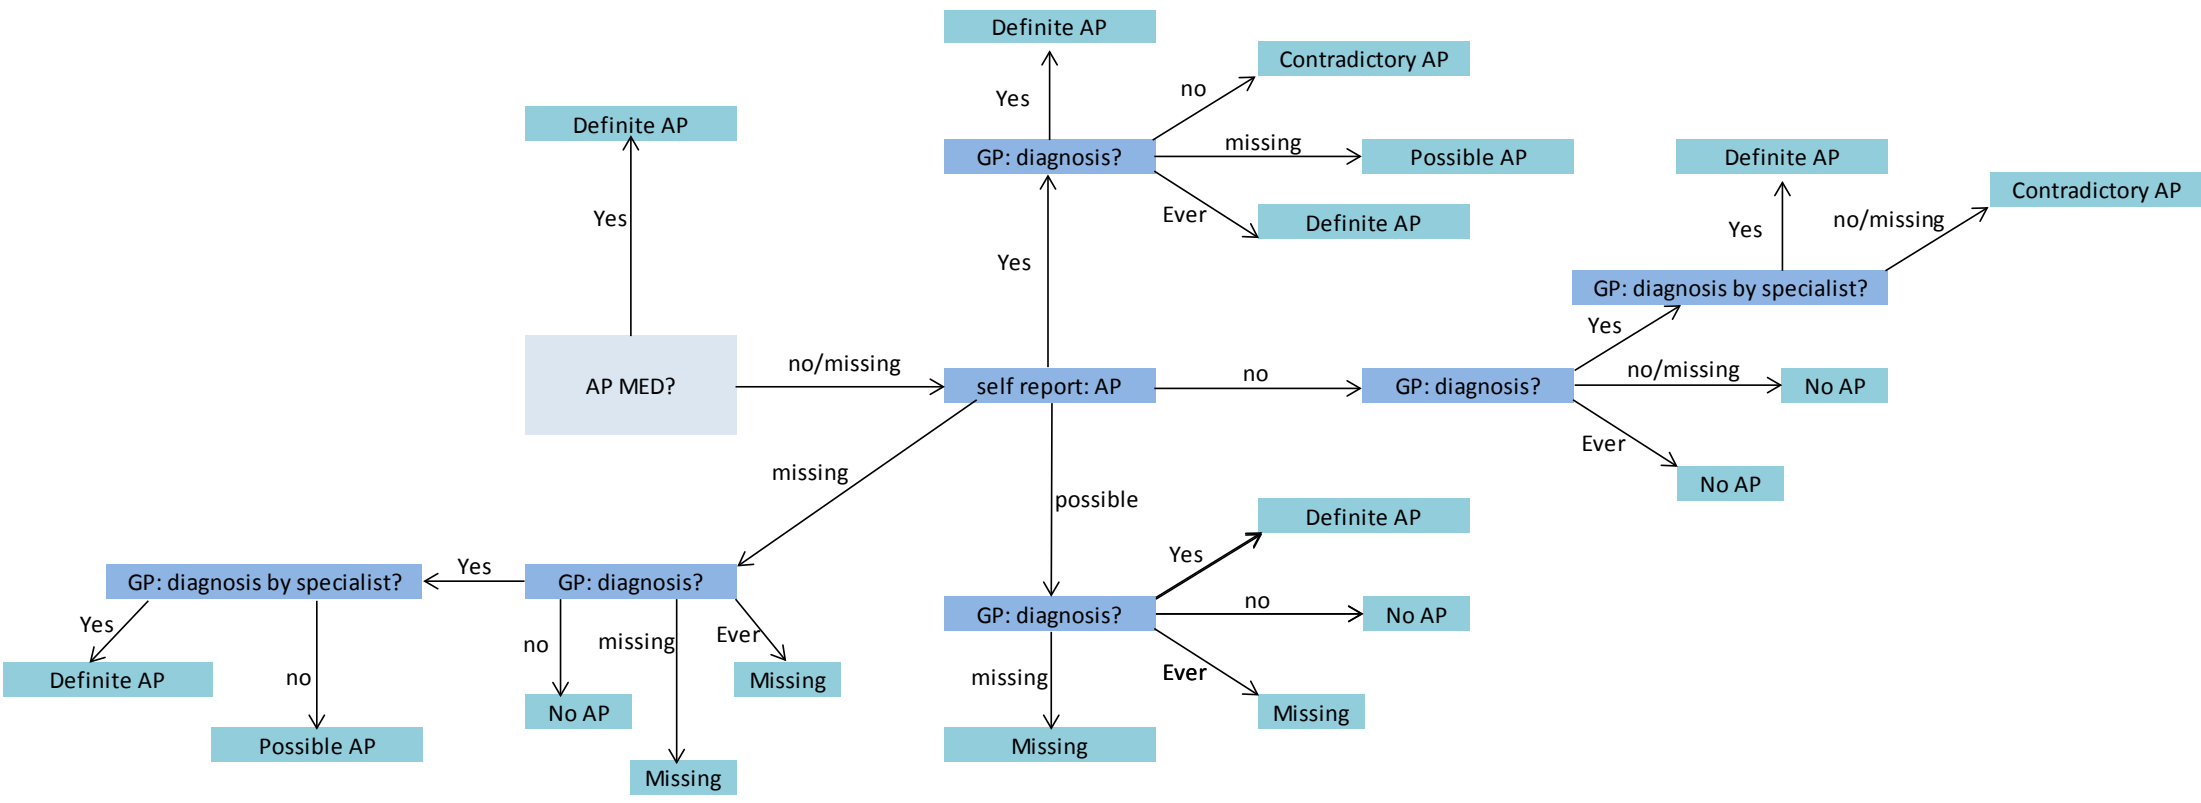 Definite AP
Contradictory AP
Yes
no
Definite AP
GP: diagnosis?
missing
Possible AP
Definite AP
Contradictory AP
Yes
Ever
Definite AP
Yes
no/missing
Yes
GP: diagnosis by specialist?
Yes
AP MED?
no/missing
self report: AP
no
GP: diagnosis?
no/missing
No AP
Ever
No AP
missing
possible
Definite AP
Yes
GP: diagnosis by specialist?
Yes
GP: diagnosis?
GP: diagnosis?
no
No AP
Yes
no
no
missing
Ever
missing
Ever
Definite AP
Missing
No AP
Missing
Possible AP
Missing
Missing